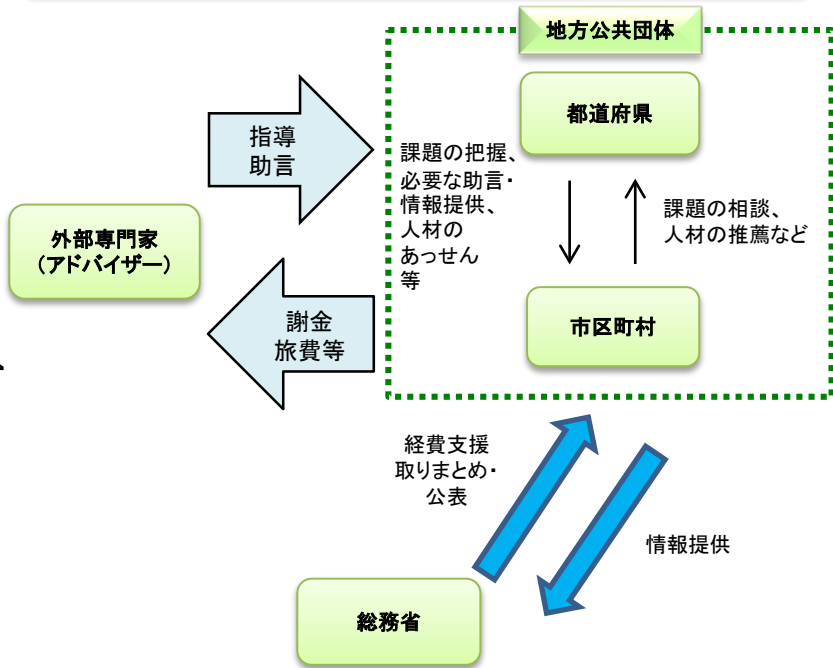 地方公共団体
都道府県
指導
助言
課題の把握、
必要な助言・
情報提供、
人材の
あっせん
等
課題の相談、
人材の推薦など
外部専門家
(アドバイザー)
謝金
旅費等
市区町村
経費支援
取りまとめ・
公表
情報提供
総務省